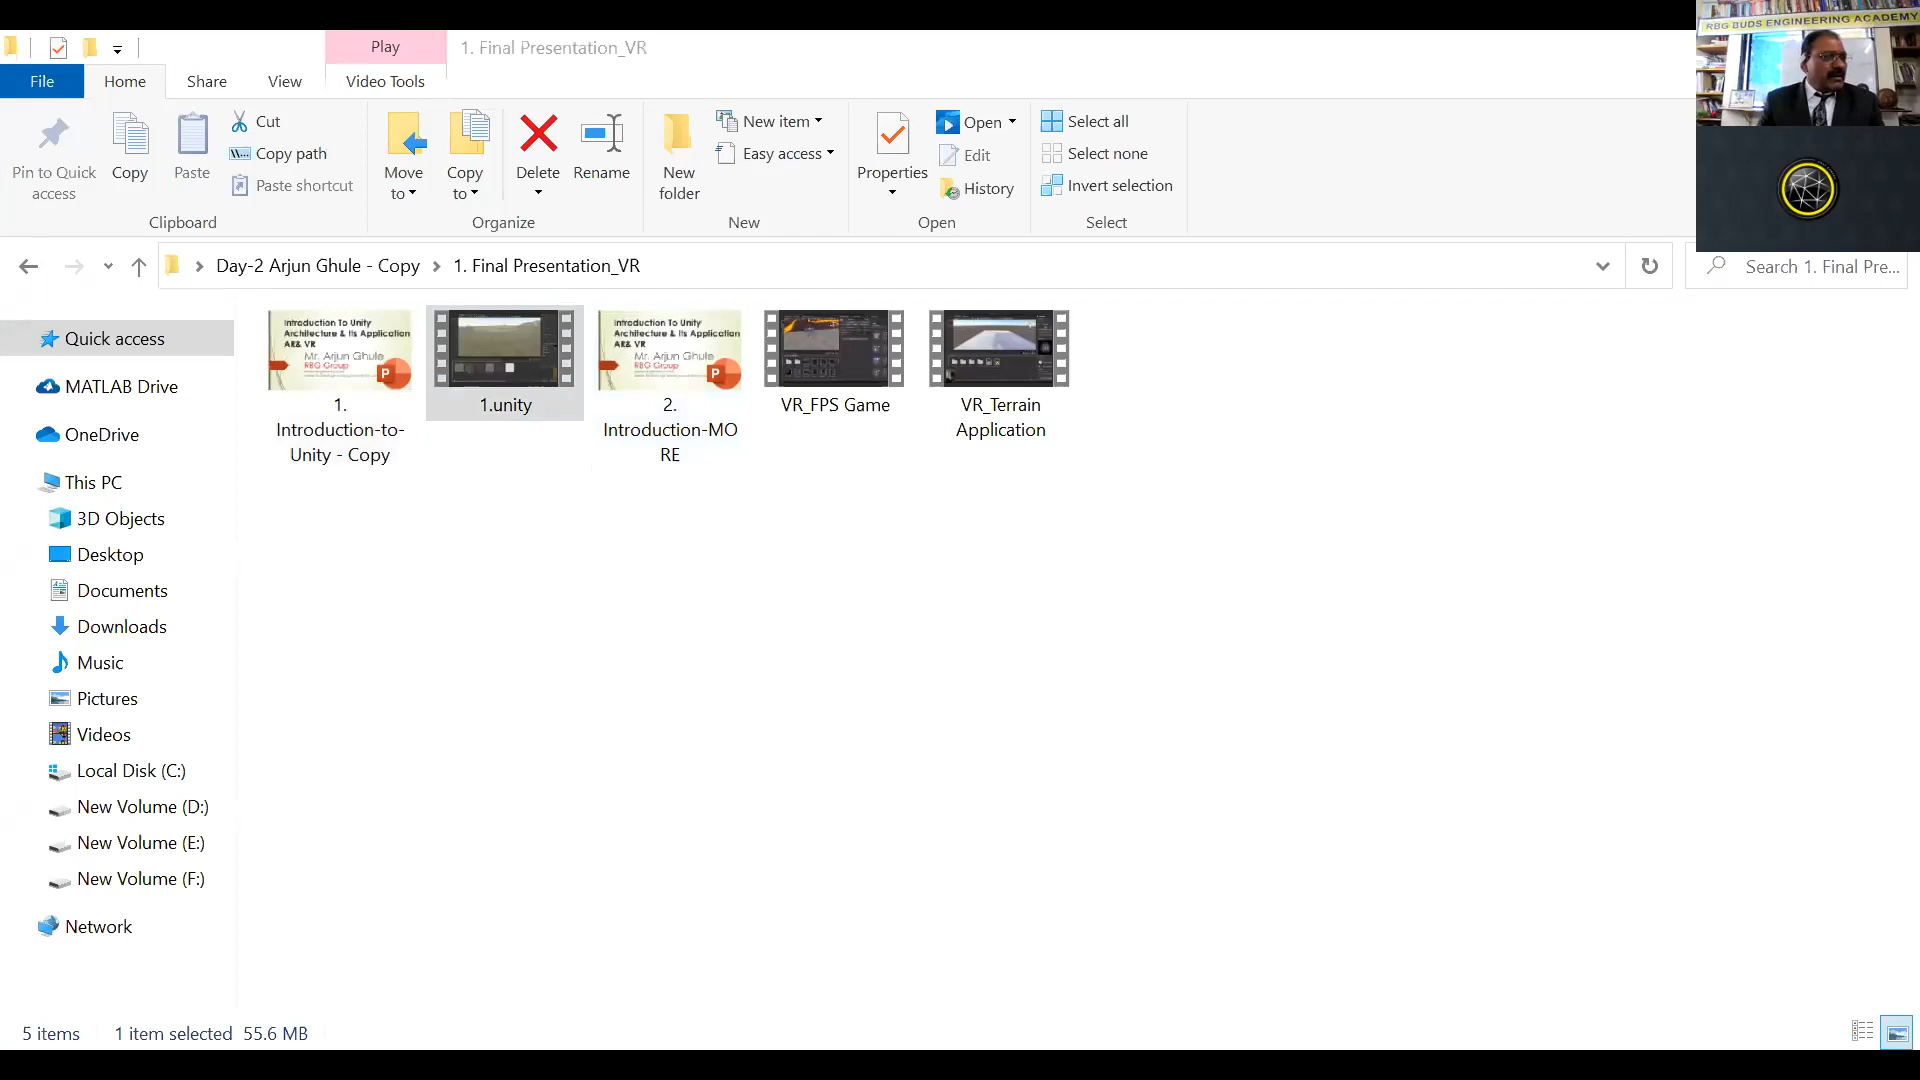 Play
1. Final Presentation_VR
RBG BUDS ENGINEERING ACADEMY
File
Home
Share
View
Video Tools
Pin to Quick
access
Copy
Paste
Cut
Copy path
Paste shortcut
Clipboard
Move
to
Copy
to
Delete
Rename
Organize
New
folder
New item
Easy access
New
Properties
Open
Edit
History
Open
Select all
Select none
Invert selection
Select
Day-2 Arjun Ghule - Copy
1. Final Presentation_VR
Search 1. Final Pre...
Quick access
MATLAB Drive
OneDrive
This PC
3D Objects
Desktop
Documents
Downloads
Music
Pictures
Videos
Local Disk (C:)
New Volume (D:)
New Volume (E:)
New Volume (F:)
Network
Introduction To Unity
Architecture & Its Application
AR& VR
Mr. Arjun Ghule
RBG Group
P
1.
Introduction-to-
Unity - Copy
1.unity
Introduction To Unity
Architecture & Its Application
AR& VR
Mr. Arjun Ghule
RBG Group
P
2.
Introduction-MO
RE
VR_FPS Game
VR_Terrain
Application
5 items
1 item selected 55.6 MB